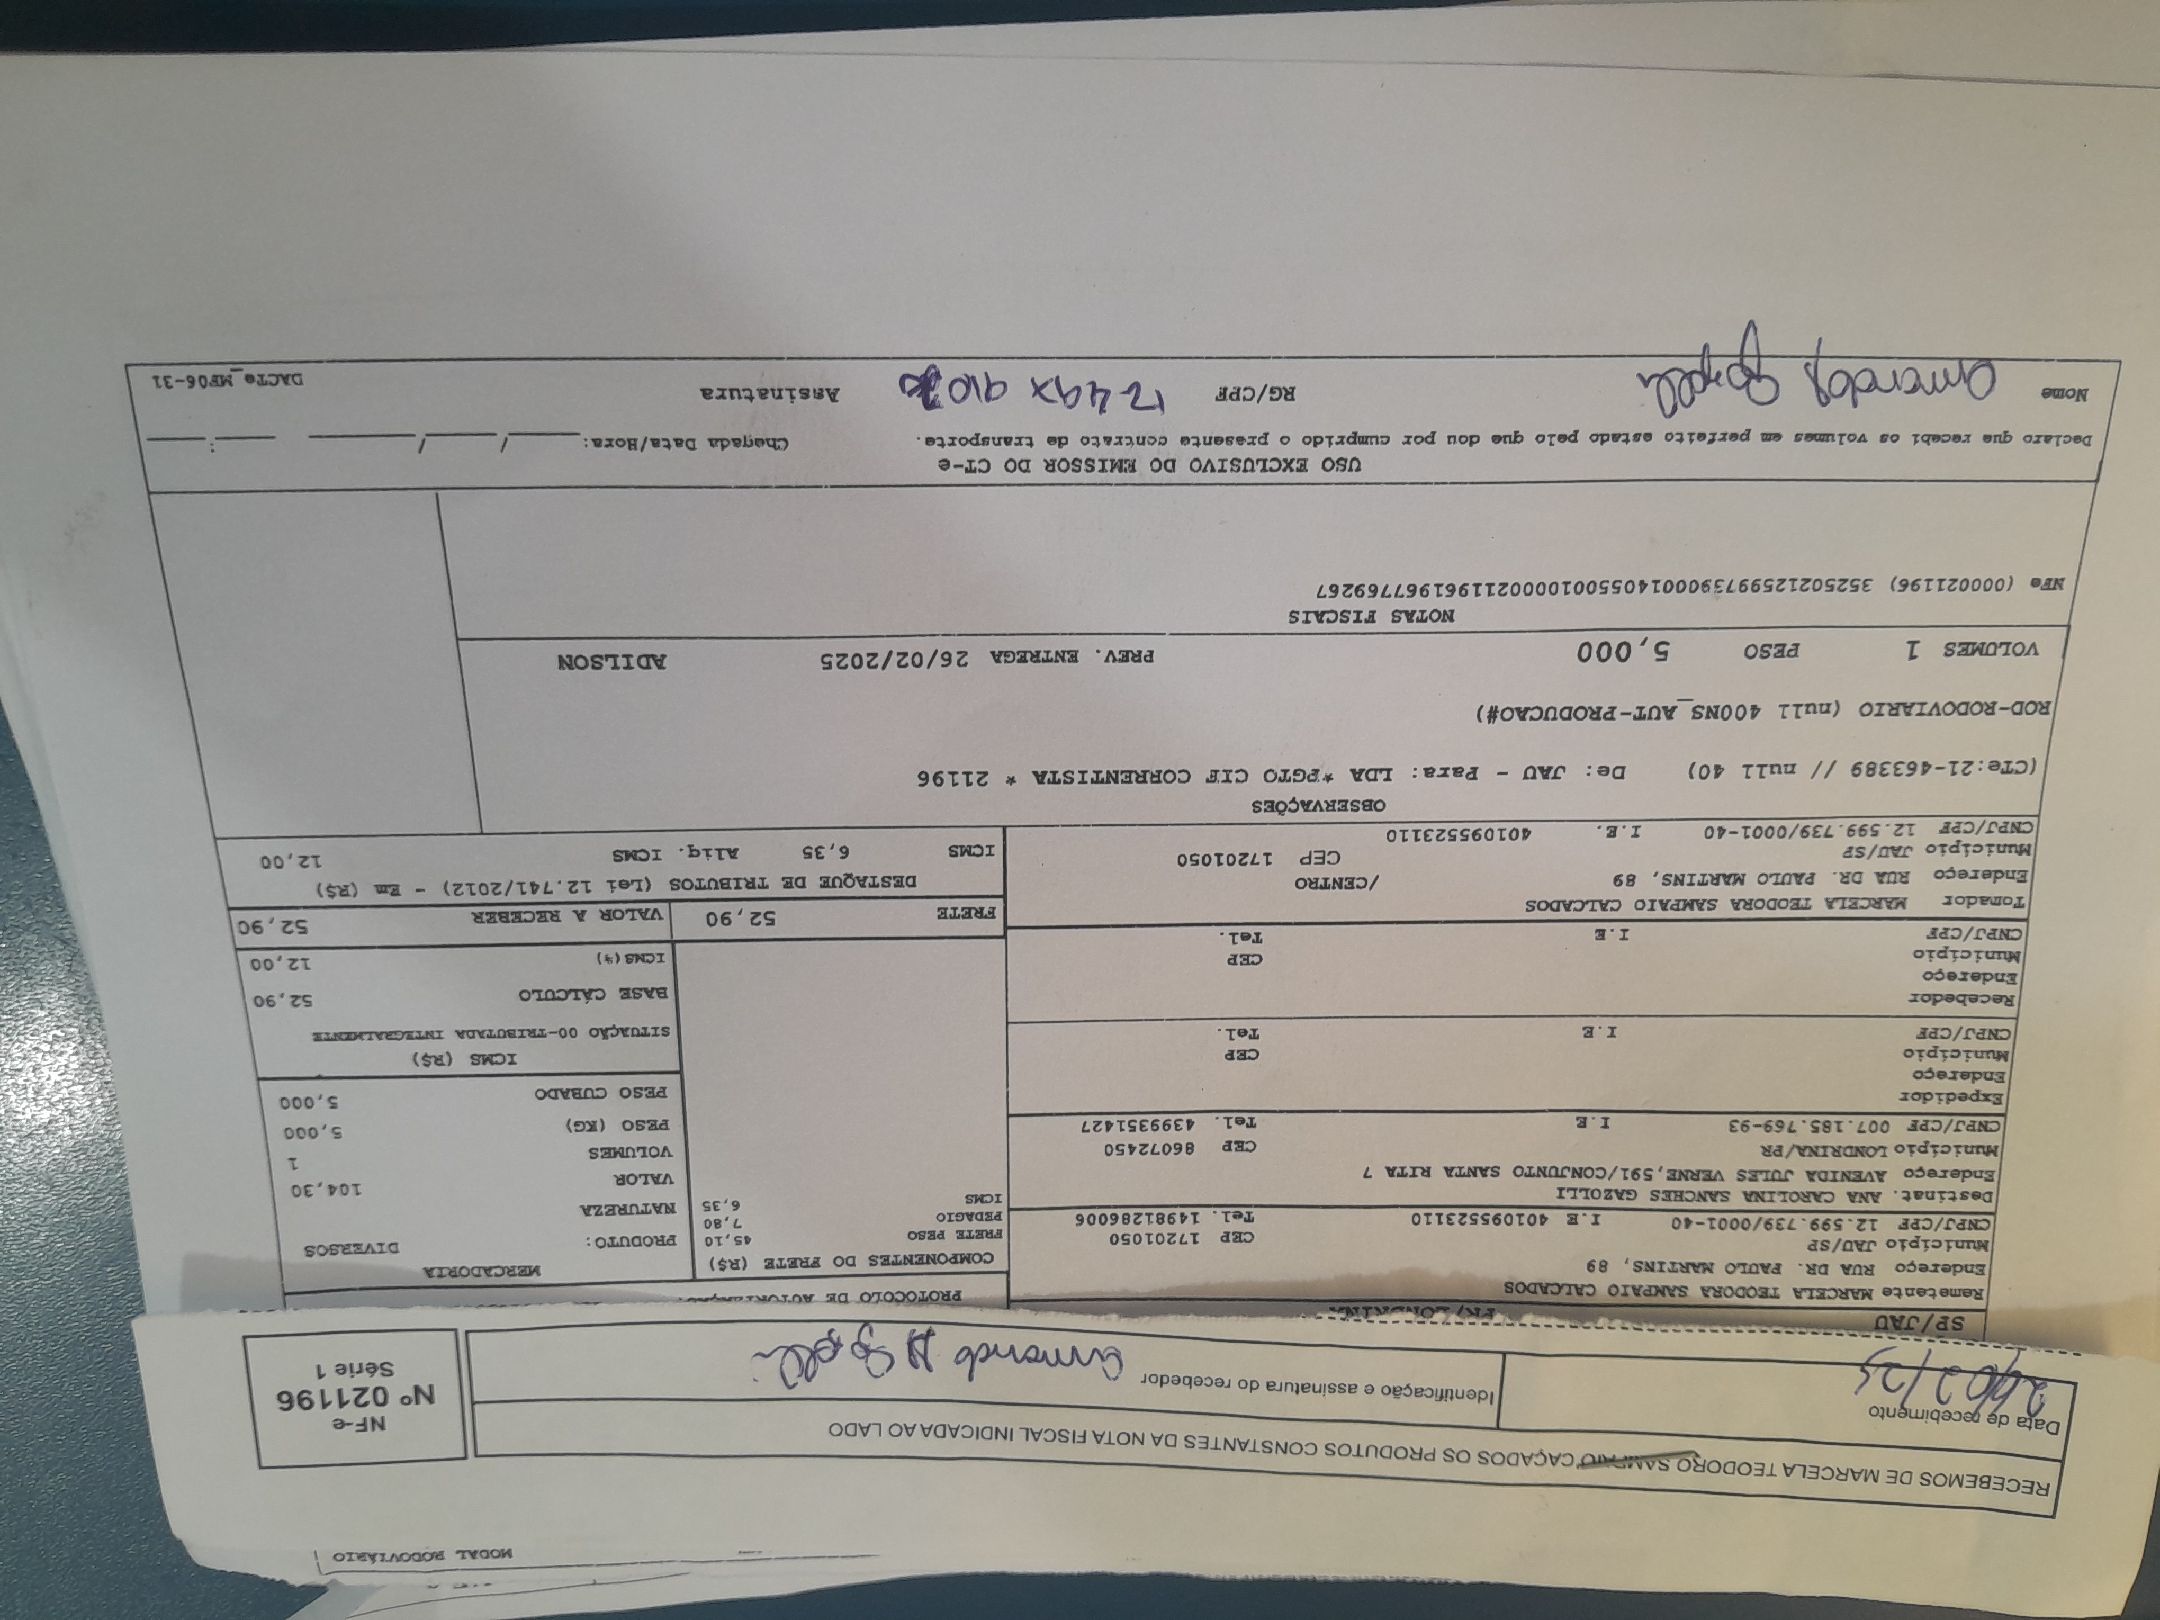 MODAL RODOVIÁRIO
RECEBEMOS DE MARCELA TEODORO SAMPAIO CAÇADOS OS PRODUTOS CONSTANTES DA NOTA FISCAL INDICADA AO LADO
Data de recebimento
Identificação e assinatura do recebedor
NF-e
Nº 021196
Série 1
SP/JAU PR/LONDRINA
Remetente MARCELA TEODORA SAMPAIO CALCADOS
Endereço RUA DR. PAULO MARTINS, 89
Município JAU/SP CEP 17201050
CNPJ/CPF 12.599.739/0001-40 I.E 401095523110 Tel. 14981286006
Destinat. ANA CAROLINA SANCHES GAZOLLI
Endereço AVENIDA JULES VERNE,591/CONJUNTO SANTA RITA 7
Município LONDRINA/PR CEP 86072450
CNPJ/CPF 007.185.769-93 I.E Tel. 4399351427
Expedidor
Endereço
Município CEP
CNPJ/CPF I.E Tel.
Recebedor
Endereço
Município CEP
CNPJ/CPF I.E Tel.
Tomador MARCELA TEODORA SAMPAIO CALCADOS
Endereço RUA DR. PAULO MARTINS, 89 /CENTRO
Município JAU/SP CEP 17201050
CNPJ/CPF 12.599.739/0001-40 I.E. 401095523110
PROTOCOLO DE AUTORIZAÇÃO:
COMPONENTES DO FRETE (R$)
FRETE PESO 45,10
PEDAGIO 7,80
ICMS 6,35
MERCADORIA
PRODUTO: DIVERSOS
NATUREZA
VALOR 104,30
VOLUMES 1
PESO (KG) 5,000
PESO CUBADO 5,000
ICMS (R$)
SITUAÇÃO 00-TRIBUTADA INTEGRALMENTE
BASE CÁLCULO 52,90
ICMS(%) 12,00
FRETE 52,90 VALOR A RECEBER 52,90
DESTAQUE DE TRIBUTOS (Lei 12.741/2012) - Em (R$)
ICMS 6,35 Aliq. ICMS 12,00
OBSERVAÇÕES
(CTe:21-463389 // null 40) De: JAU - Para: LDA *PGTO CIF CORRENTISTA * 21196
ROD-RODOVIARIO (null 400NS_AUT-PRODUCAO#)
VOLUMES 1 PESO 5,000 PREV. ENTREGA 26/02/2025 ADILSON
NOTAS FISCAIS
NFe (000021196) 35250212599739000140550010000211961967769267
USO EXCLUSIVO DO EMISSOR DO CT-e
Declaro que recebi os volumes em perfeito estado pelo que dou por cumprido o presente contrato de transporte. Chegada Data/Hora: ____/____/____ __:__
Nome RG/CPF Assinatura
DACTe_MF06-31